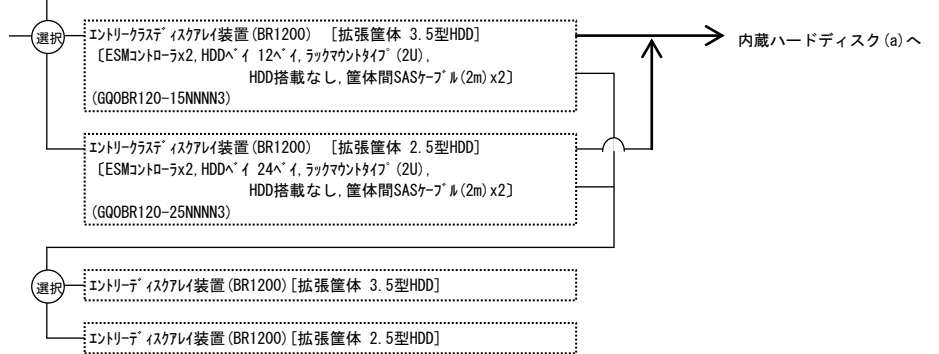 選択
エントリークラスディスクアレイ装置(BR1200) [拡張筐体 3.5型HDD]
〔ESMコントローラx2,HDDベイ 12ベイ,ラックマウントタイプ(2U),
HDD搭載なし,筐体間SASケーブル(2m)x2〕
(GQ0BR120-15NNNN3)
内蔵ハードディスク(a)へ
エントリークラスディスクアレイ装置(BR1200) [拡張筐体 2.5型HDD]
〔ESMコントローラx2,HDDベイ 24ベイ,ラックマウントタイプ(2U),
HDD搭載なし,筐体間SASケーブル(2m)x2〕
(GQ0BR120-25NNNN3)
選択
エントリーディスクアレイ装置(BR1200)[拡張筐体 3.5型HDD]
エントリーディスクアレイ装置(BR1200)[拡張筐体 2.5型HDD]